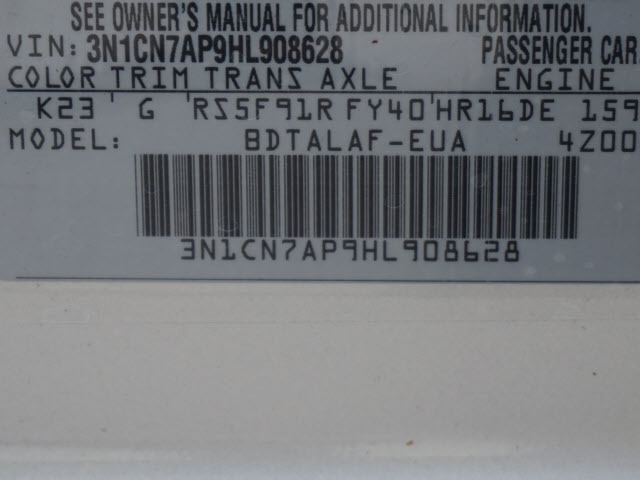 SEE OWNER'S MANUAL FOR ADDITIONAL INFORMATION.
VIN: 3N1CN7AP9HL908628 PASSENGER CAR
COLOR TRIM TRANS AXLE ENGINE
K23 G RS5F91R FY40 HR16DE 159
MODEL: BDTALAF-EUA 4Z00
3N1CN7AP9HL908628